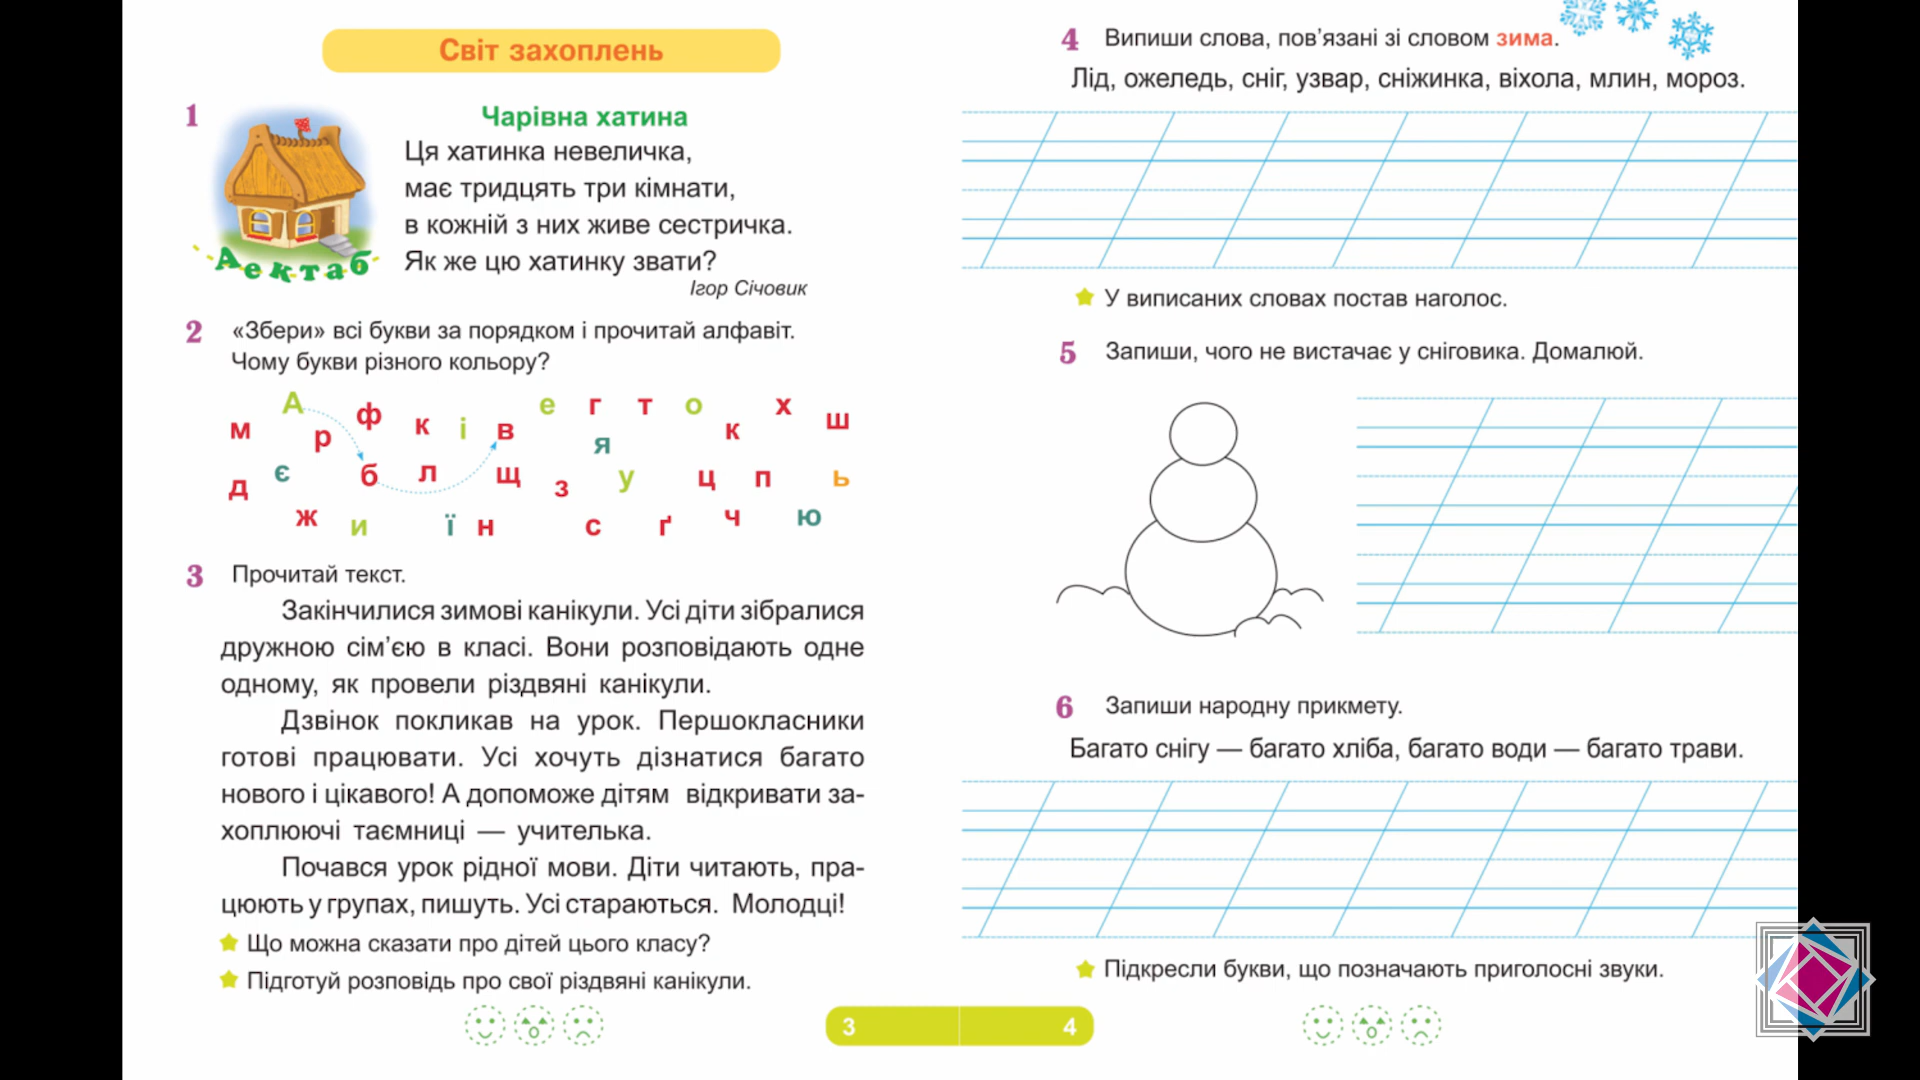 Світ захоплень
1
Чарівна хатина
Ця хатинка невеличка,
має тридцять три кімнати,
в кожній з них живе сестричка.
Як же цю хатинку звати?
Ігор Січовик
Аектаб
2 «Збери» всі букви за порядком і прочитай алфавіт.
Чому букви різного кольору?
А е г т о х
м р ф к і в я к ш
д є б л щ з у ц п ь
ж и ї н с ґ ч ю
3 Прочитай текст.
Закінчилися зимові канікули. Усі діти зібралися
дружною сім’єю в класі. Вони розповідають одне
одному, як провели різдвяні канікули.
Дзвінок покликав на урок. Першокласники
готові працювати. Усі хочуть дізнатися багато
нового і цікавого! А допоможе дітям відкривати за-
хоплюючі таємниці — учителька.
Почався урок рідної мови. Діти читають, пра-
цюють у групах, пишуть. Усі стараються. Молодці!
Що можна сказати про дітей цього класу?
Підготуй розповідь про свої різдвяні канікули.
3
4 Випиши слова, пов’язані зі словом зима.
Лід, ожеледь, сніг, узвар, сніжинка, віхола, млин, мороз.
У виписаних словах постав наголос.
5 Запиши, чого не вистачає у сніговика. Домалюй.
6 Запиши народну прикмету.
Багато снігу — багато хліба, багато води — багато трави.
Підкресли букви, що позначають приголосні звуки.
4